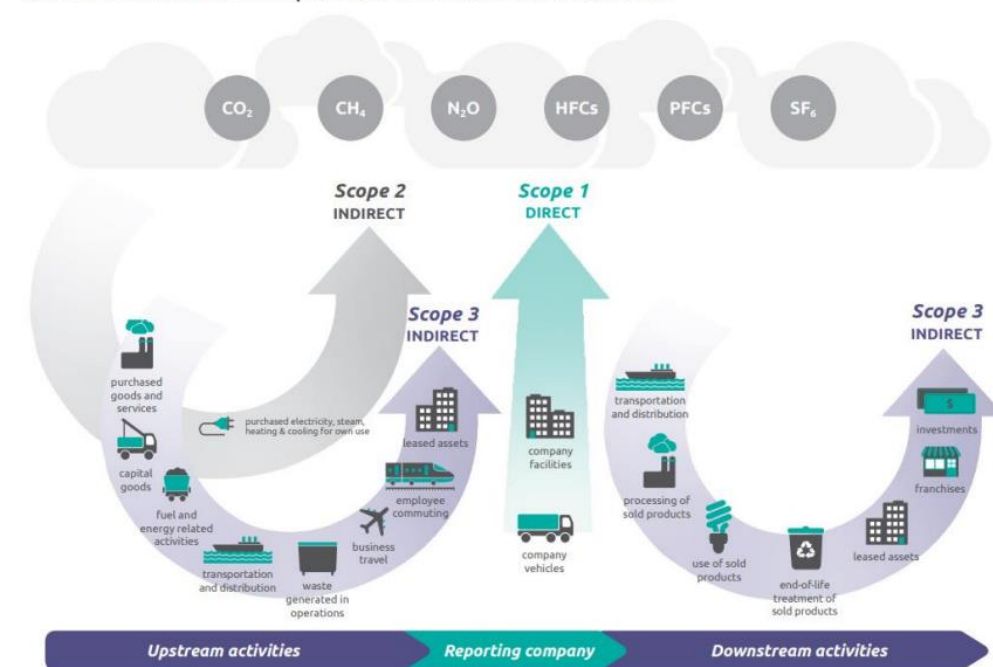 CO₂ CH₄ N₂O HFCs PFCs SF₆
Scope 2
INDIRECT
Scope 1
DIRECT
Scope 3
INDIRECT
Scope 3
INDIRECT
purchased
goods and
services
capital
goods
fuel and
energy related
activities
transportation
and distribution
waste
generated in
operations
business
travel
employee
commuting
leased assets
purchased electricity, steam,
heating & cooling for own use
company
facilities
company
vehicles
transportation
and distribution
processing of
sold products
use of sold
products
end-of-life
treatment of
sold products
leased assets
franchises
$
investments
Upstream activities
Reporting company
Downstream activities